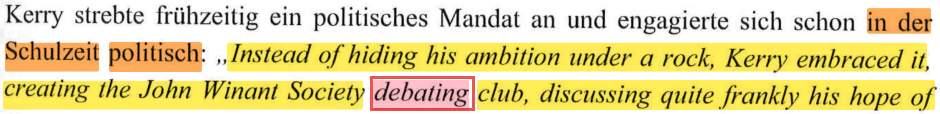 Kerry strebte frühzeitig ein politisches Mandat an und engagierte sich schon in der
Schulzeit politisch: „Instead of hiding his ambition under a rock, Kerry embraced it,
creating the John Winant Society debating club, discussing quite frankly his hope of